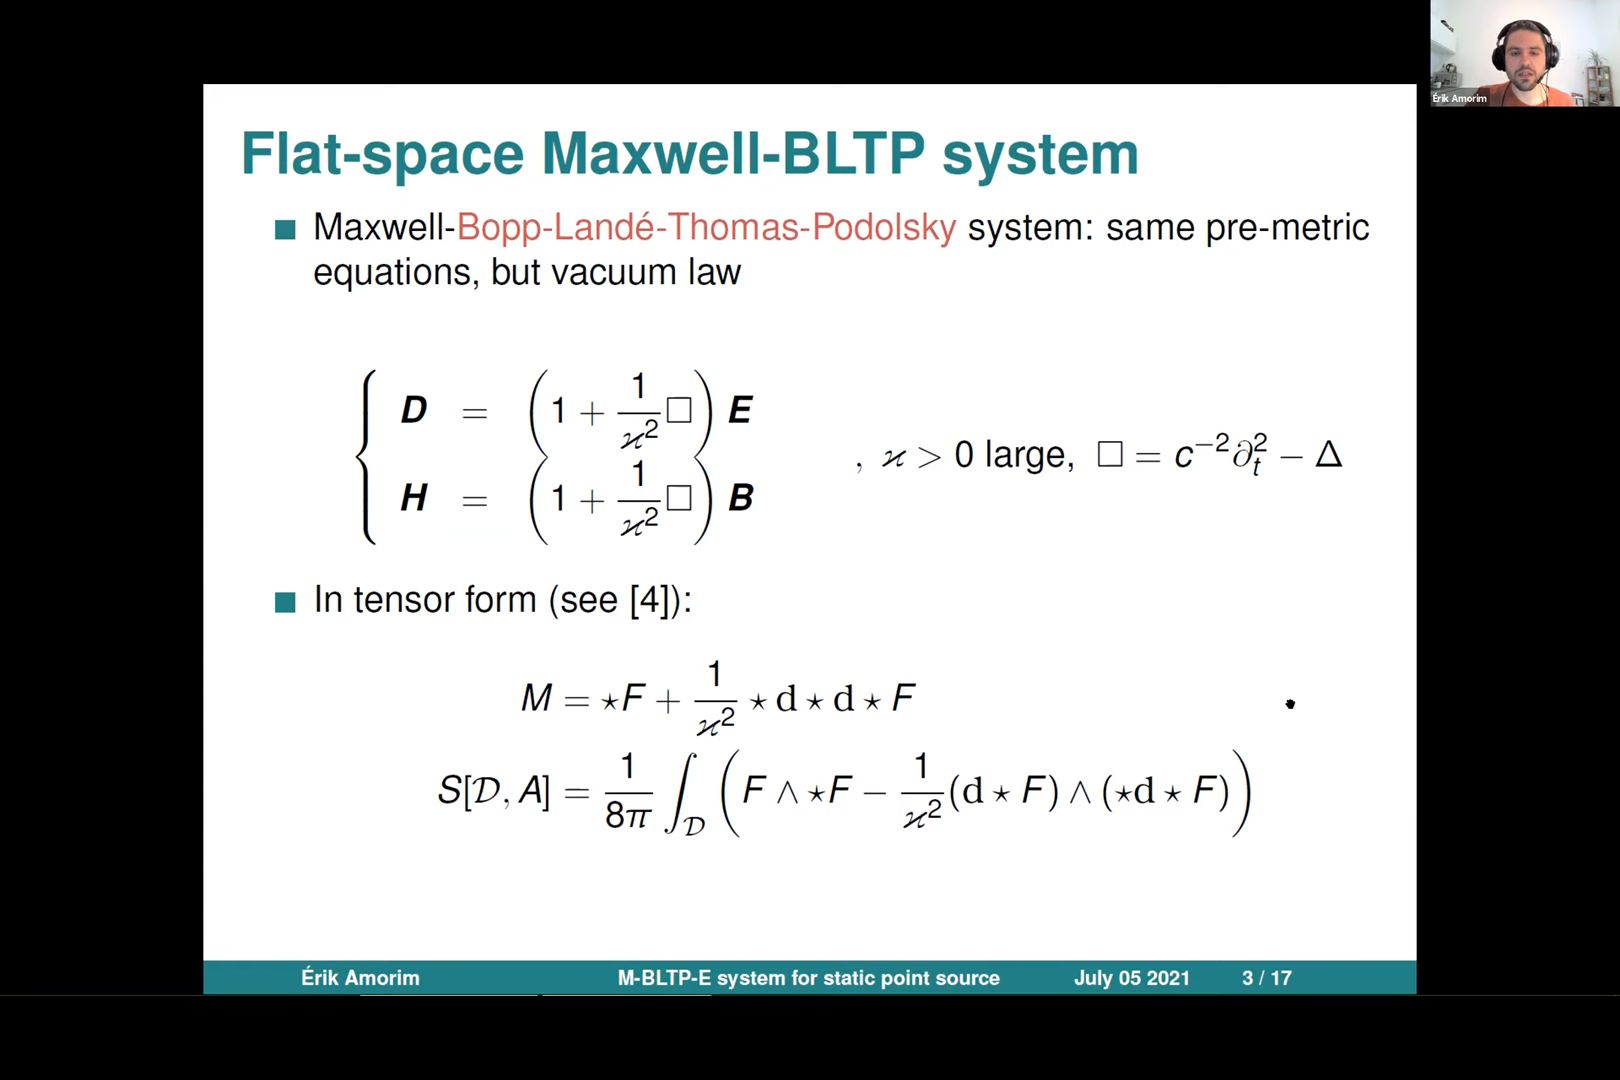 Érik Amorim
Flat-space Maxwell-BLTP system
Maxwell-Bopp-Landé-Thomas-Podolsky system: same pre-metric
equations, but vacuum law
D = (1 + 1/ϰ² □) E
H = (1 + 1/ϰ² □) B
, ϰ > 0 large, □ = c⁻²∂ₜ² − Δ
In tensor form (see [4]):
M = ⋆F + 1/ϰ² ⋆ d ⋆ d ⋆ F
S[𝒟, A] = 1/8π ∫_𝒟 (F ∧ ⋆F − 1/ϰ² (d ⋆ F) ∧ (⋆d ⋆ F))
Érik Amorim M-BLTP-E system for static point source July 05 2021 3 / 17